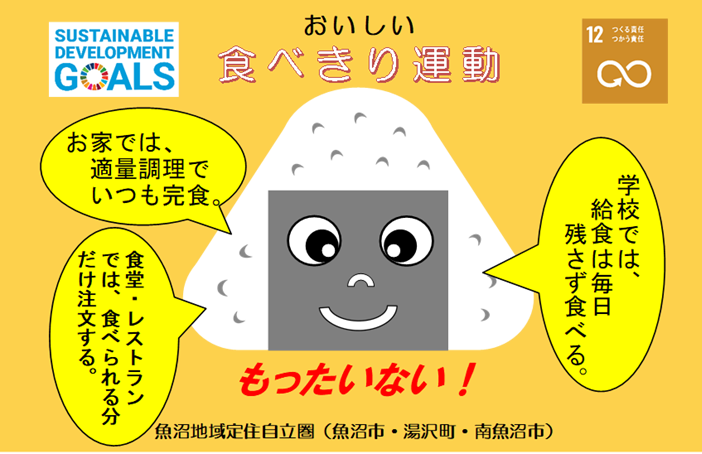 SUSTAINABLE
DEVELOPMENT
GOALS
おいしい
食べきり運動
12 つくる責任
つかう責任
お家では、
適量調理で
いつも完食。
学校では、
給食は毎日
残さず食べる。
食堂・レストラン
では、食べられる分
だけ注文する。
もったいない！
魚沼地域定住自立圏（魚沼市・湯沢町・南魚沼市）